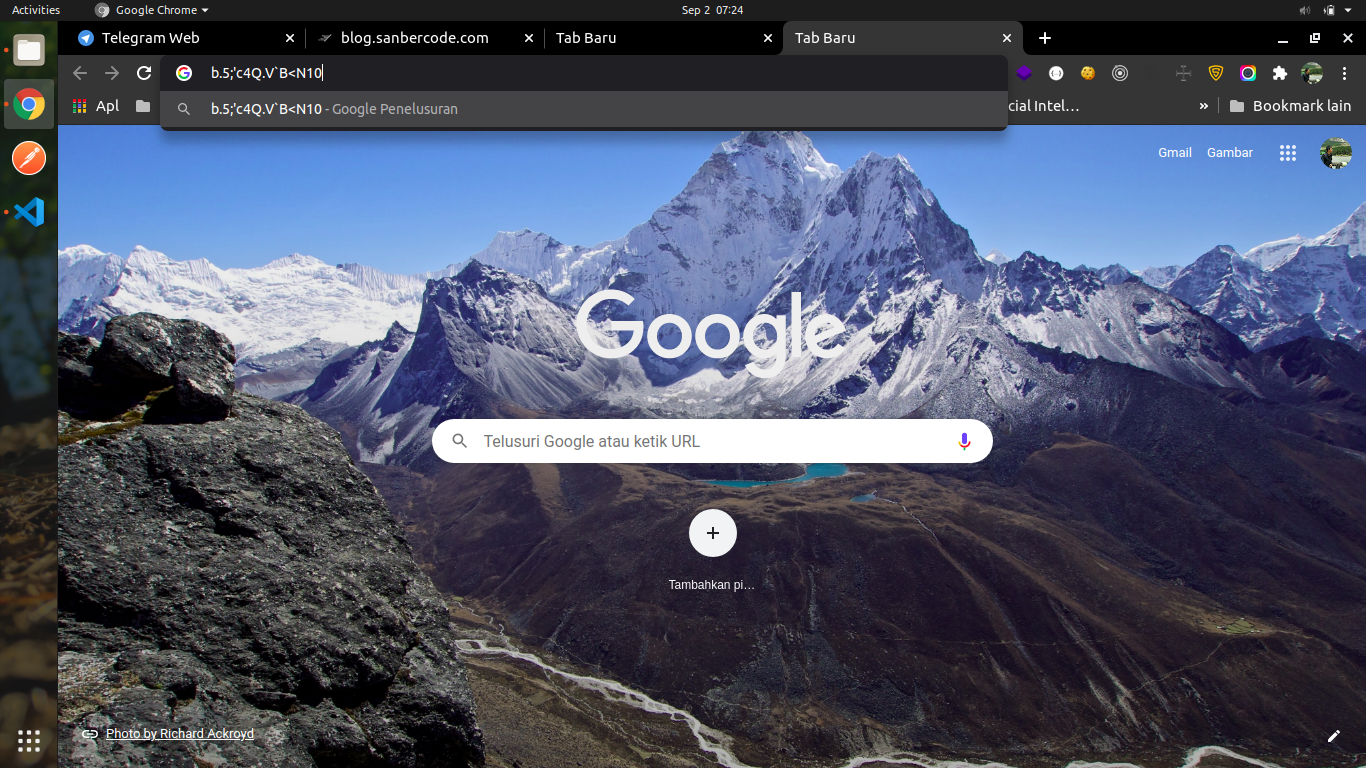 Activities
Google Chrome
Sep 2 07:24
Telegram Web
blog.sanbercode.com
Tab Baru
Tab Baru
b.5;'c4Q.V`B<N10
Apl
b.5;'c4Q.V`B<N10 - Google Penelusuran
cial Intel…
»
Bookmark lain
Gmail
Gambar
Google
Telusuri Google atau ketik URL
Tambahkan pi…
Photo by Richard Ackroyd